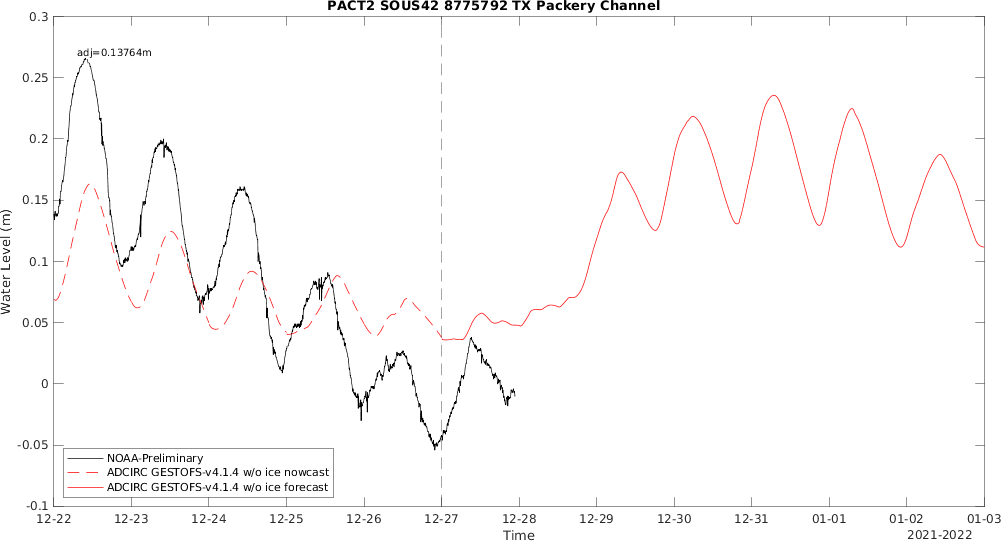 PACT2 SOUS42 8775792 TX Packery Channel
adj=0.13764m
0.3
0.25
0.2
0.15
0.1
0.05
0
-0.05
-0.1
Water Level (m)
NOAA-Preliminary
ADCIRC GESTOFS-v4.1.4 w/o ice nowcast
ADCIRC GESTOFS-v4.1.4 w/o ice forecast
12-22 12-23 12-24 12-25 12-26 12-27 12-28 12-29 12-30 12-31 01-01 01-02 01-03
Time
2021-2022